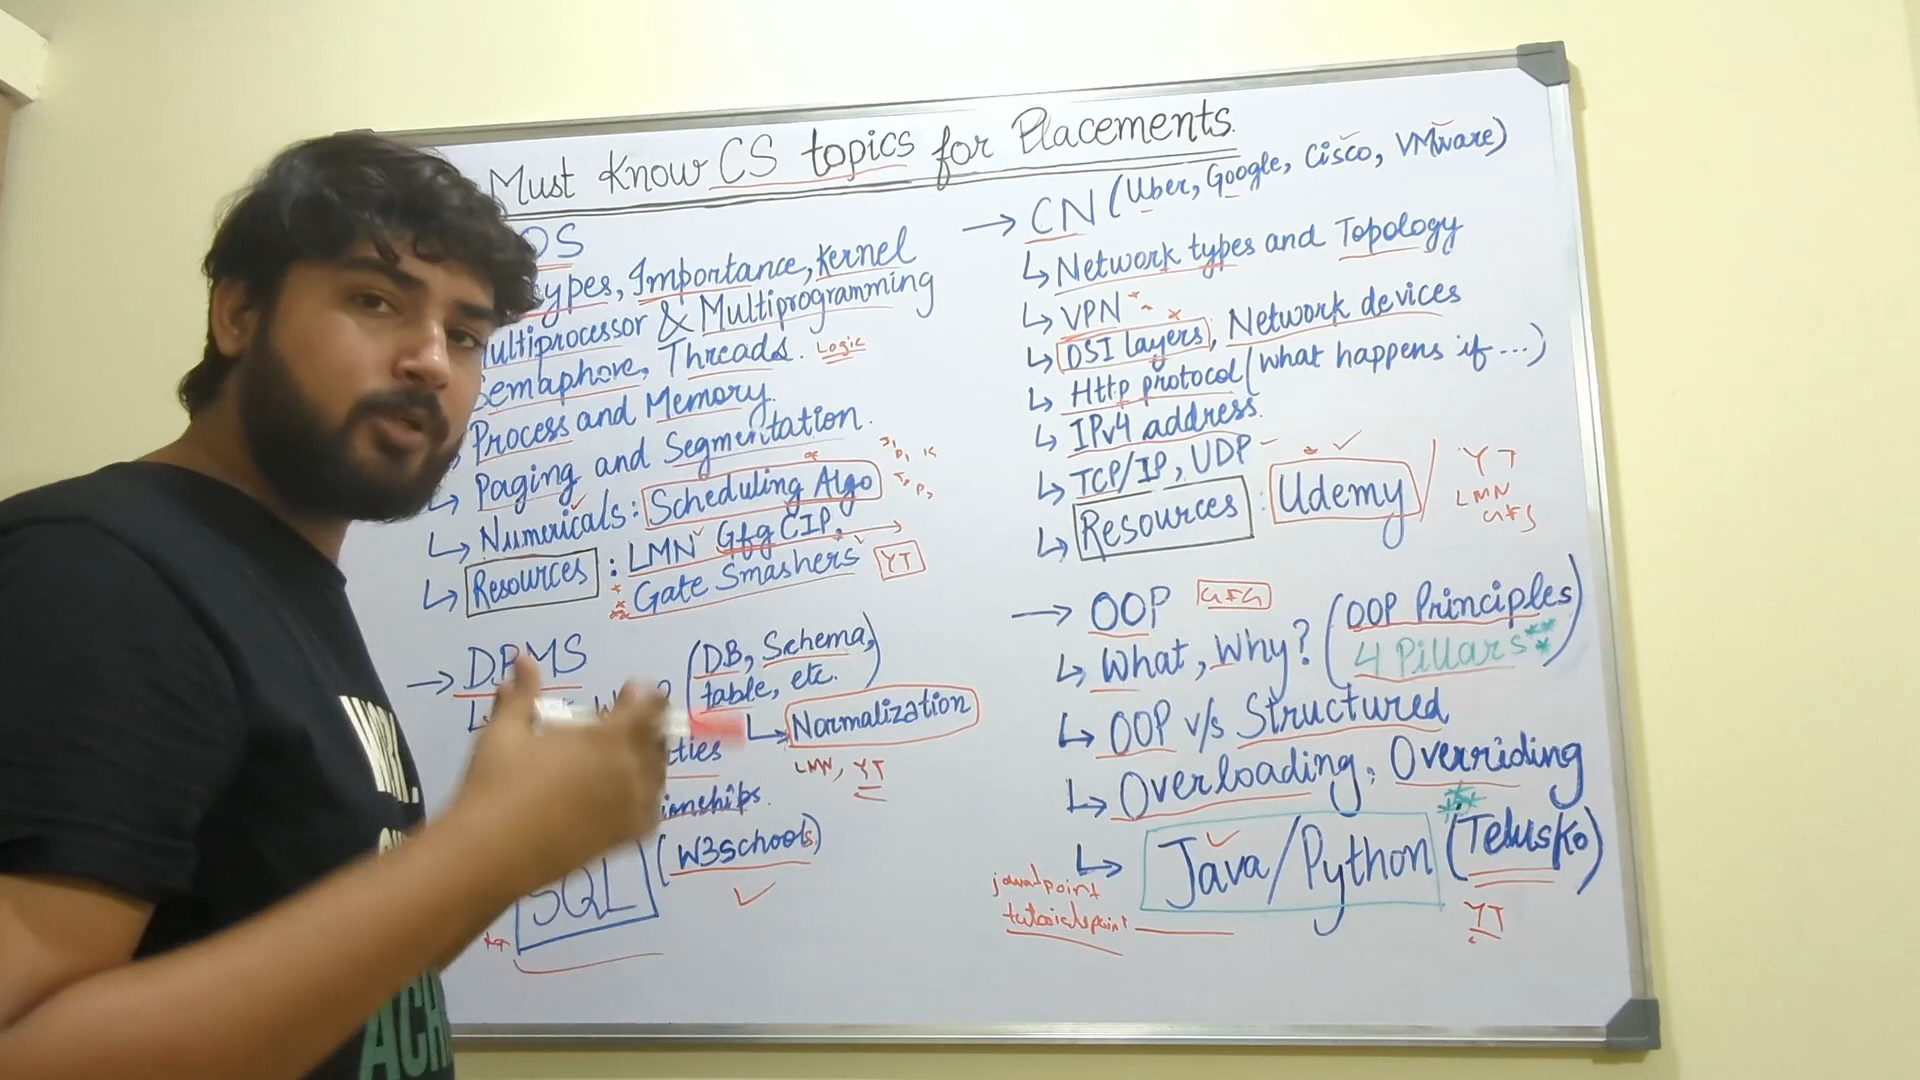 Must Know CS topics for Placements.
OS
ypes, Importance, Kernel
ultiprocessor & Multiprogramming
Semaphore, Threads. Logic
Process and Memory.
↳ Paging and Segmentation.
↳ Numericals: Scheduling Algo
↳ Resources : LMN GfG CIP,
Gate Smashers YT
→ DBMS
(DB, Schema,
table, etc.)
↳ Normalization
LMN, YT
ties
ionships.
SQL (W3Schools)
→ CN (Uber, Google, Cisco, VMware)
↳ Network types and Topology
↳ VPN
↳ OSI layers, Network devices
↳ Http protocol (what happens if ...)
↳ IPv4 address.
↳ TCP/IP, UDP
↳ Resources : Udemy / YT
LMN
→ OOP GFG
↳ What, Why? (OOP Principles
4 Pillars**)
↳ OOP v/s Structured
↳ Overloading, Overriding
↳ Java/Python (Telusko)
YT
javatpoint
tutorialspoint